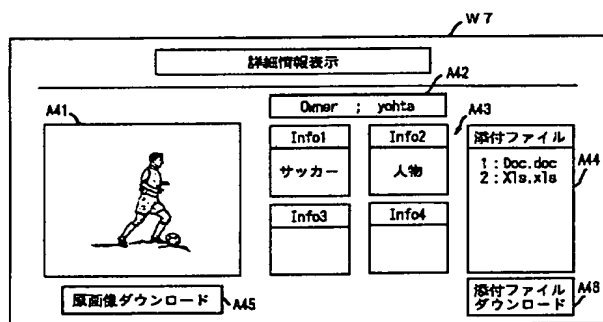 W7
詳細情報表示
A42
Owner ; yohta
A41
A43
Info1
Info2
添付ファイル
サッカー
人物
1:Doc.doc
2:Xls.xls
A44
Info3
Info4
原画像ダウンロード
A45
添付ファイル
ダウンロード
A46